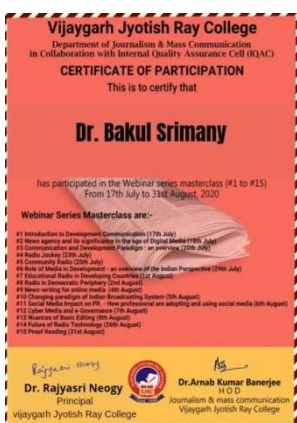 Vijaygarh Jyotish Ray College
Department of Journalism & Mass Communication
in Collaboration with Internal Quality Assurance Cell (IQAC)
CERTIFICATE OF PARTICIPATION
This is to certify that
Dr. Bakul Srimany
has participated in the Webinar series masterclass (#1 to #15)
From 17th July to 31st August, 2020
Webinar Series Masterclass are:-
#1 Introduction to Development Communication (17th July)
#2 News agency and its significance in the age of Digital Media (18th July)
#3 Communication and Development Paradigm : an overview (20th July)
#4 Radio Jockey (23th July)
#5 Community Radio (25th July)
#6 Role of Media in Development - an overview of the Indian Perspective (29th July)
#7 Educational Radio in Developing Countries (1st August)
#8 Radio in Democratic Periphery (2nd August)
#9 News-writing for online media (4th August)
#10 Changing paradigm of Indian Broadcasting System (5th August)
#11 Social Media Impact on PR. - How professional are adopting and using social media (6th August)
#12 Cyber Media and e-Governance (7th August)
#13 Nuances of Basic Editing (8th August)
#14 Future of Radio Technology (26th August)
#15 Proof Reading (31st August)
Rajyasri Neogy
Dr. Rajyasri Neogy
Principal
vijaygarh Jyotish Ray College
Dr.Arnab Kumar Banerjee
H O D
Journalism & mass communication
Vijaygarh Jyotish Ray College